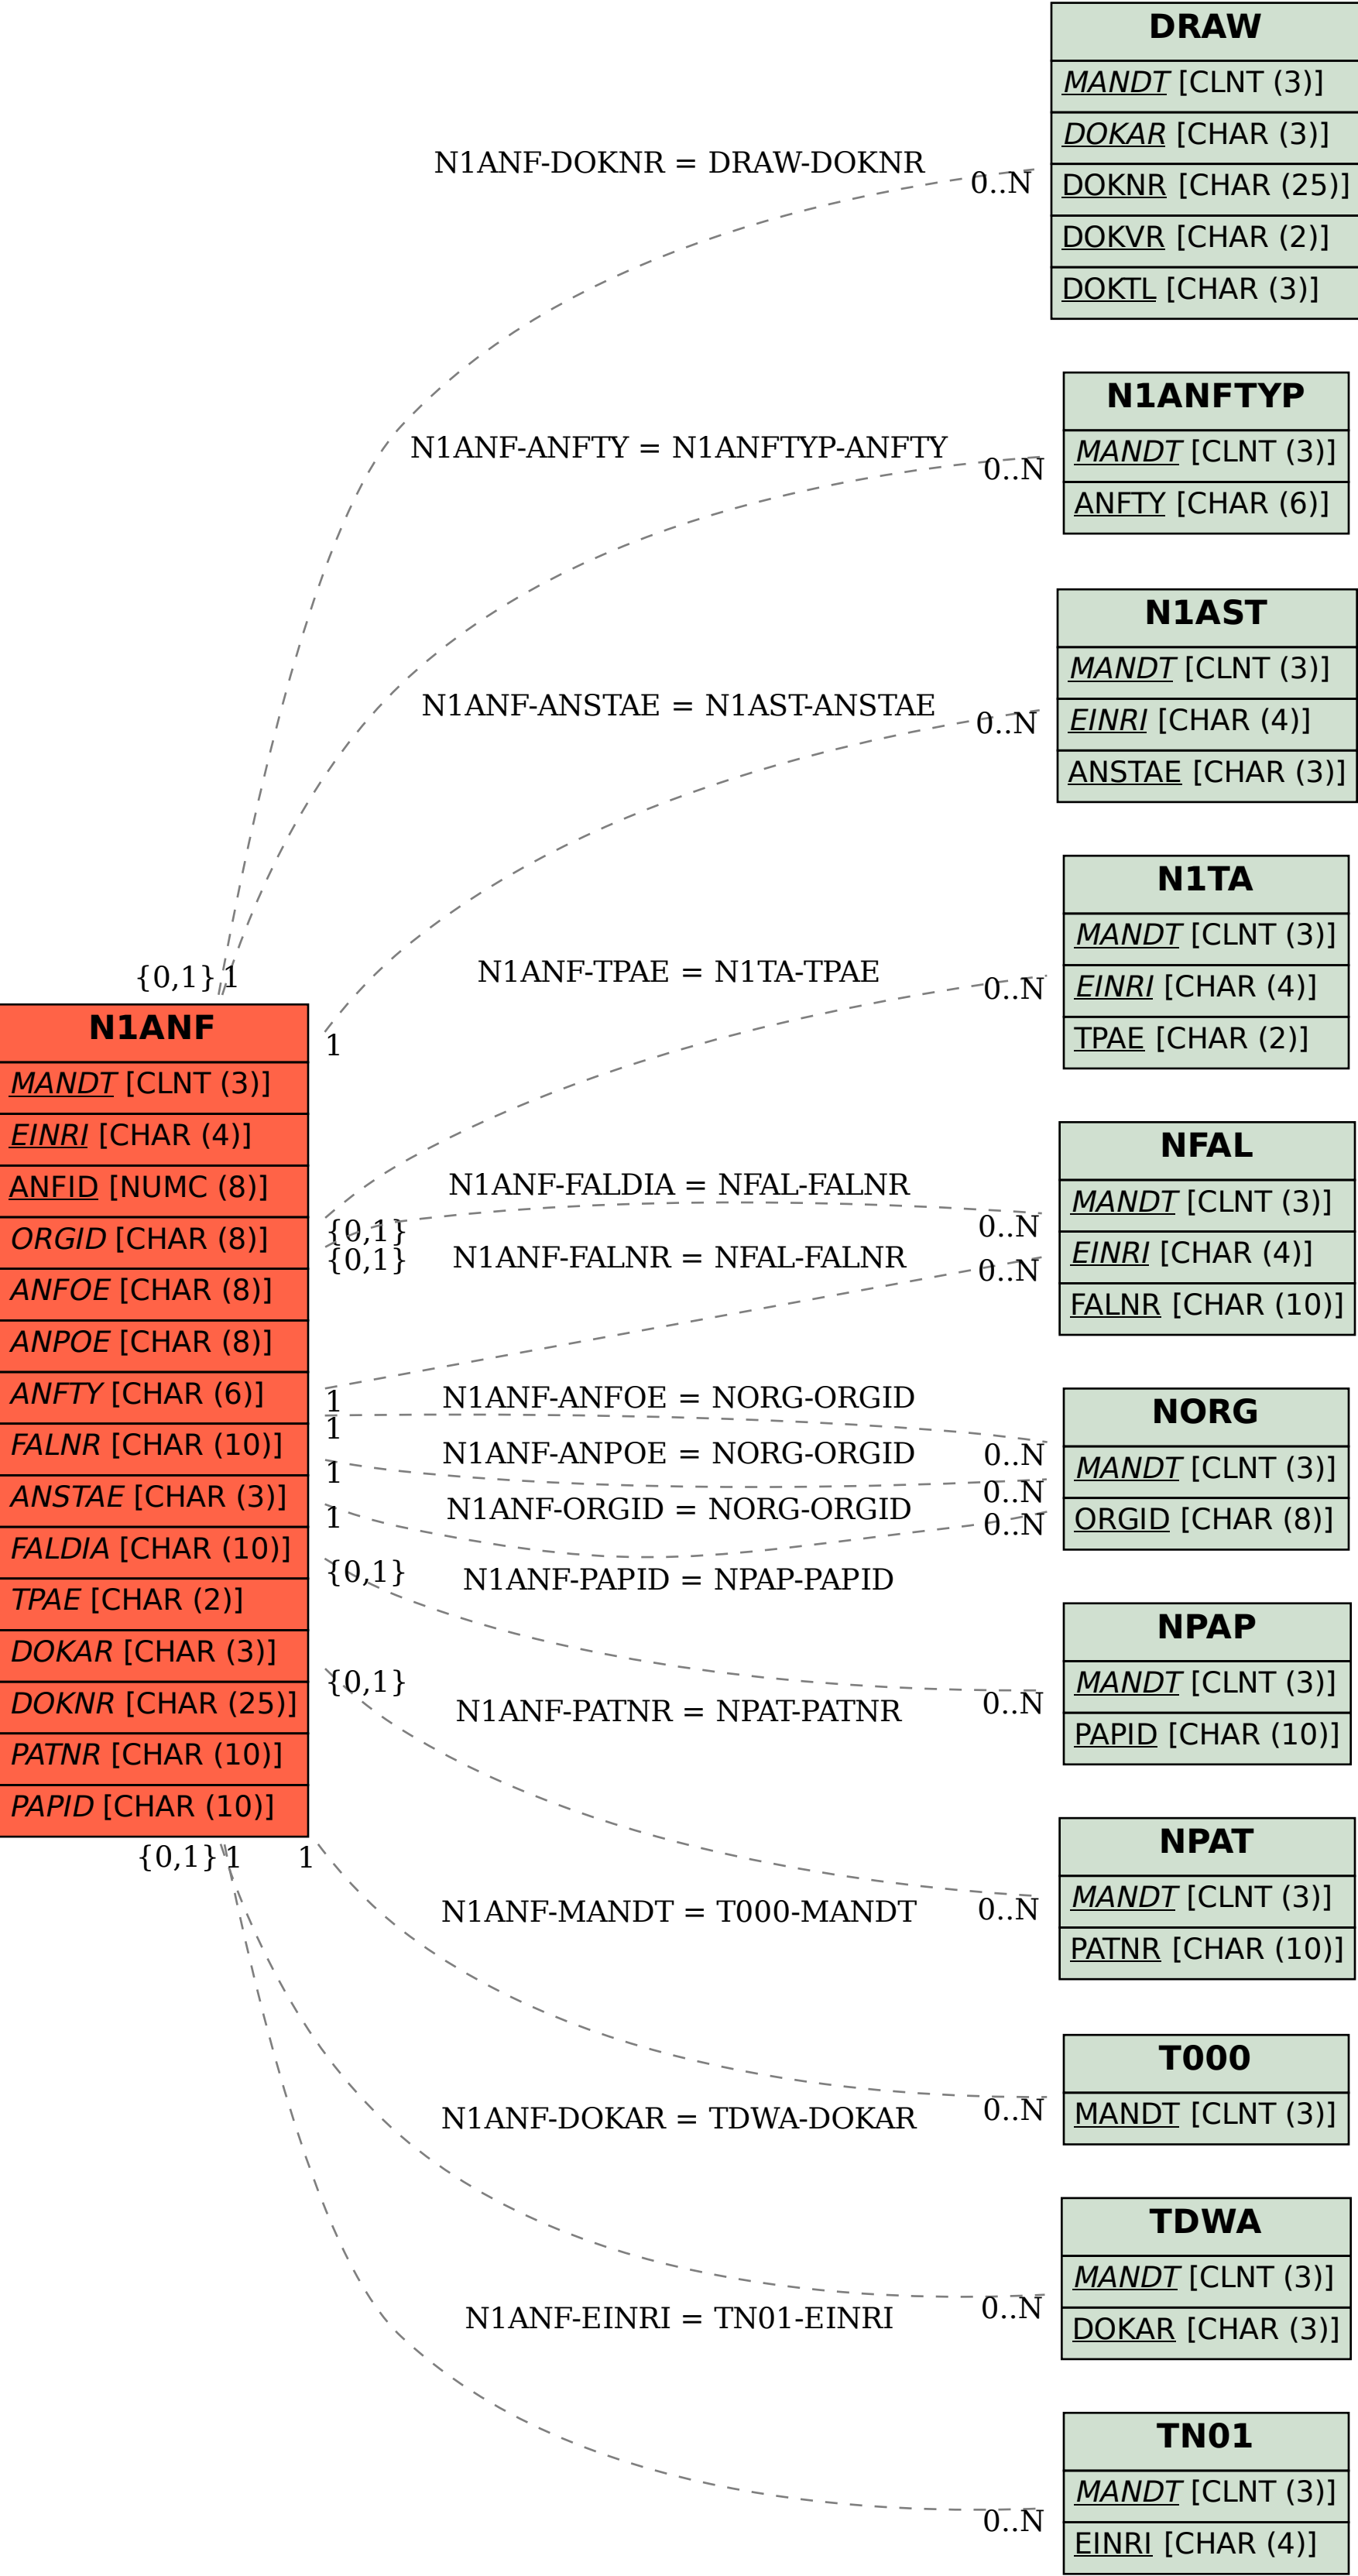 DRAW
MANDT [CLNT (3)]
DOKAR [CHAR (3)]
DOKNR [CHAR (25)]
DOKVR [CHAR (2)]
DOKTL [CHAR (3)]
N1ANF-DOKNR = DRAW-DOKNR
0..N
N1ANFTYP
MANDT [CLNT (3)]
ANFTY [CHAR (6)]
N1ANF-ANFTY = N1ANFTYP-ANFTY
0..N
N1AST
MANDT [CLNT (3)]
EINRI [CHAR (4)]
ANSTAE [CHAR (3)]
N1ANF-ANSTAE = N1AST-ANSTAE
0..N
N1TA
MANDT [CLNT (3)]
EINRI [CHAR (4)]
TPAE [CHAR (2)]
N1ANF-TPAE = N1TA-TPAE
0..N
{0,1}
1
1
N1ANF
MANDT [CLNT (3)]
EINRI [CHAR (4)]
ANFID [NUMC (8)]
ORGID [CHAR (8)]
ANFOE [CHAR (8)]
ANPOE [CHAR (8)]
ANFTY [CHAR (6)]
FALNR [CHAR (10)]
ANSTAE [CHAR (3)]
FALDIA [CHAR (10)]
TPAE [CHAR (2)]
DOKAR [CHAR (3)]
DOKNR [CHAR (25)]
PATNR [CHAR (10)]
PAPID [CHAR (10)]
NFAL
MANDT [CLNT (3)]
EINRI [CHAR (4)]
FALNR [CHAR (10)]
N1ANF-FALDIA = NFAL-FALNR
{0,1}
0..N
{0,1}
N1ANF-FALNR = NFAL-FALNR
0..N
1
N1ANF-ANFOE = NORG-ORGID
1
0..N
N1ANF-ANPOE = NORG-ORGID
1
0..N
N1ANF-ORGID = NORG-ORGID
1
0..N
NORG
MANDT [CLNT (3)]
ORGID [CHAR (8)]
{0,1}
N1ANF-PAPID = NPAP-PAPID
0..N
NPAP
MANDT [CLNT (3)]
PAPID [CHAR (10)]
{0,1}
N1ANF-PATNR = NPAT-PATNR
0..N
NPAT
MANDT [CLNT (3)]
PATNR [CHAR (10)]
{0,1}
1
1
N1ANF-MANDT = T000-MANDT
0..N
T000
MANDT [CLNT (3)]
N1ANF-DOKAR = TDWA-DOKAR
0..N
TDWA
MANDT [CLNT (3)]
DOKAR [CHAR (3)]
N1ANF-EINRI = TN01-EINRI
0..N
TN01
MANDT [CLNT (3)]
EINRI [CHAR (4)]